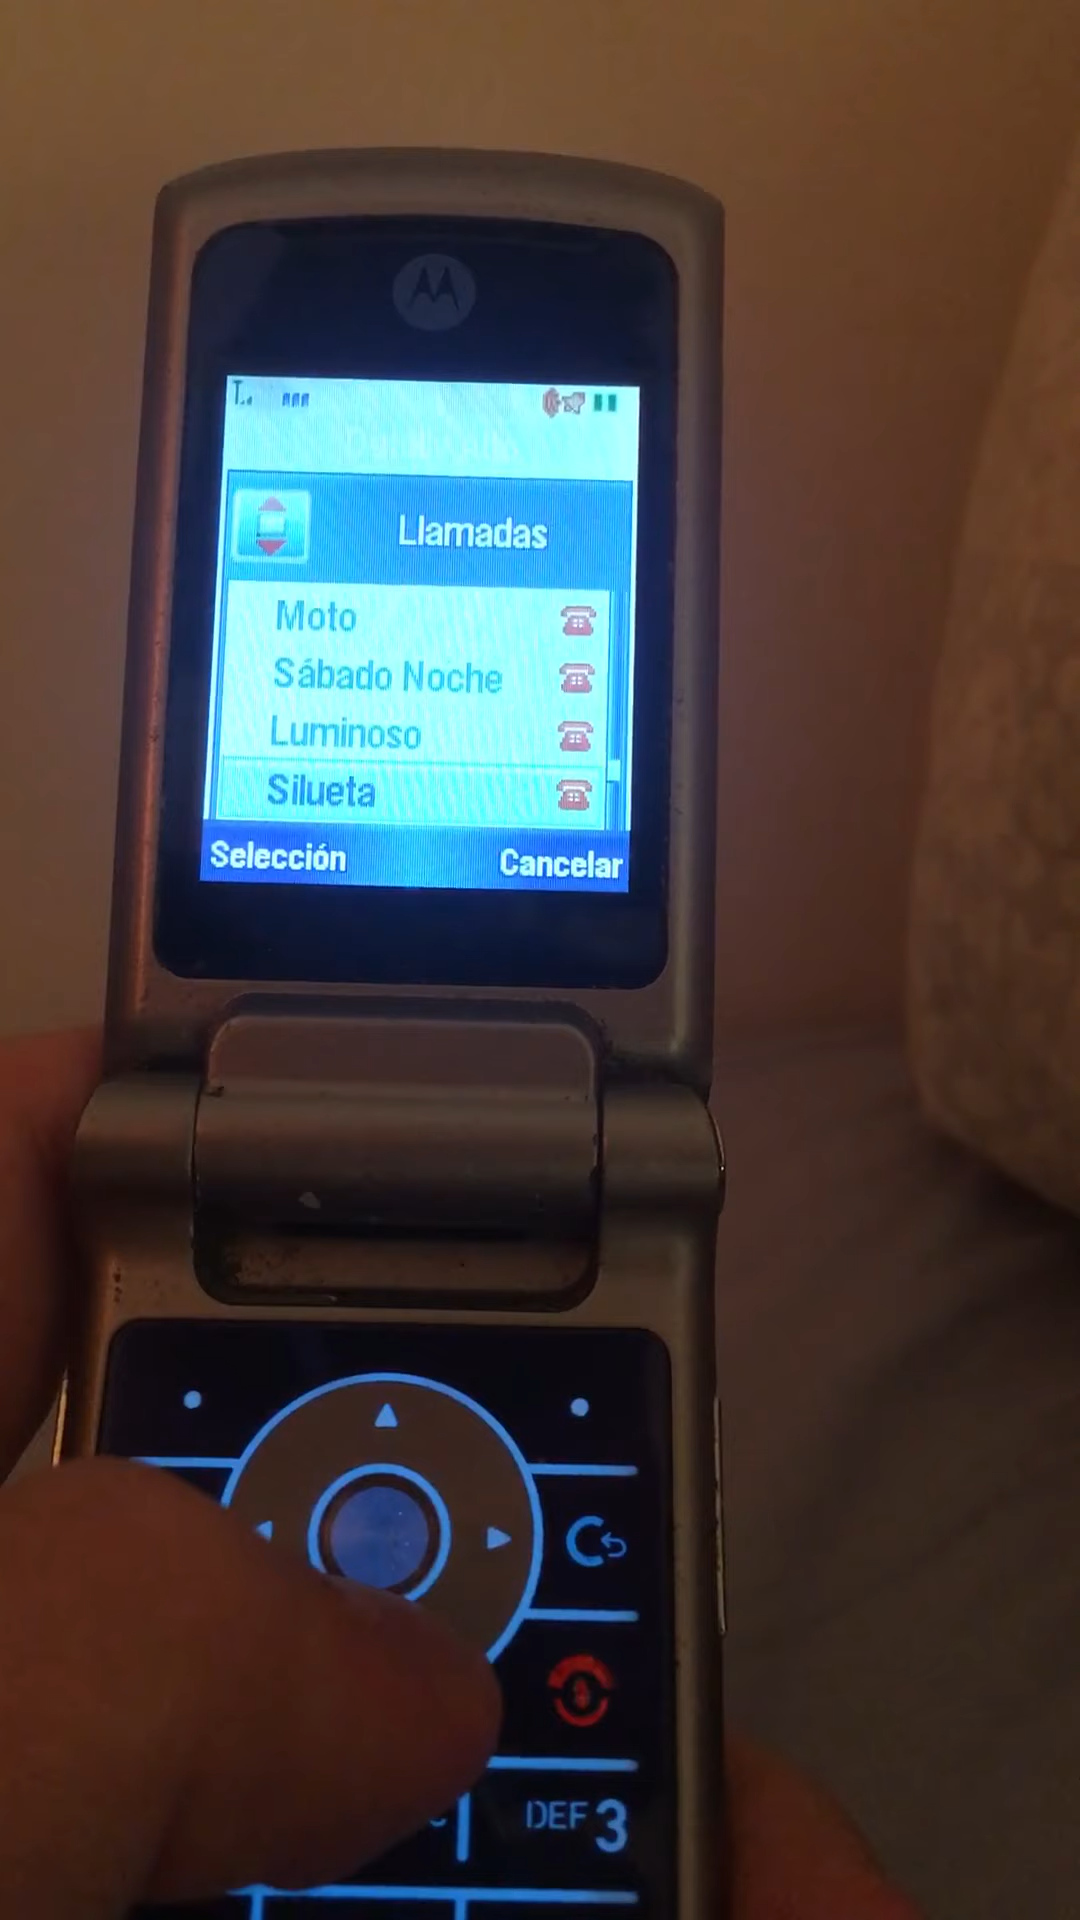 Llamadas
Moto
Sábado Noche
Luminoso
Silueta
Selección Cancelar
DEF 3